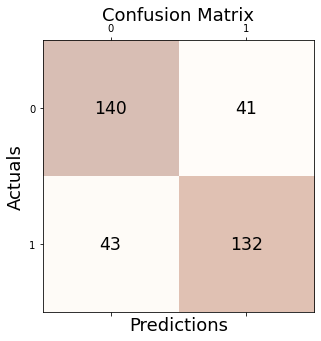 Confusion Matrix
0 1
0 140 41
Actuals
1 43 132
Predictions